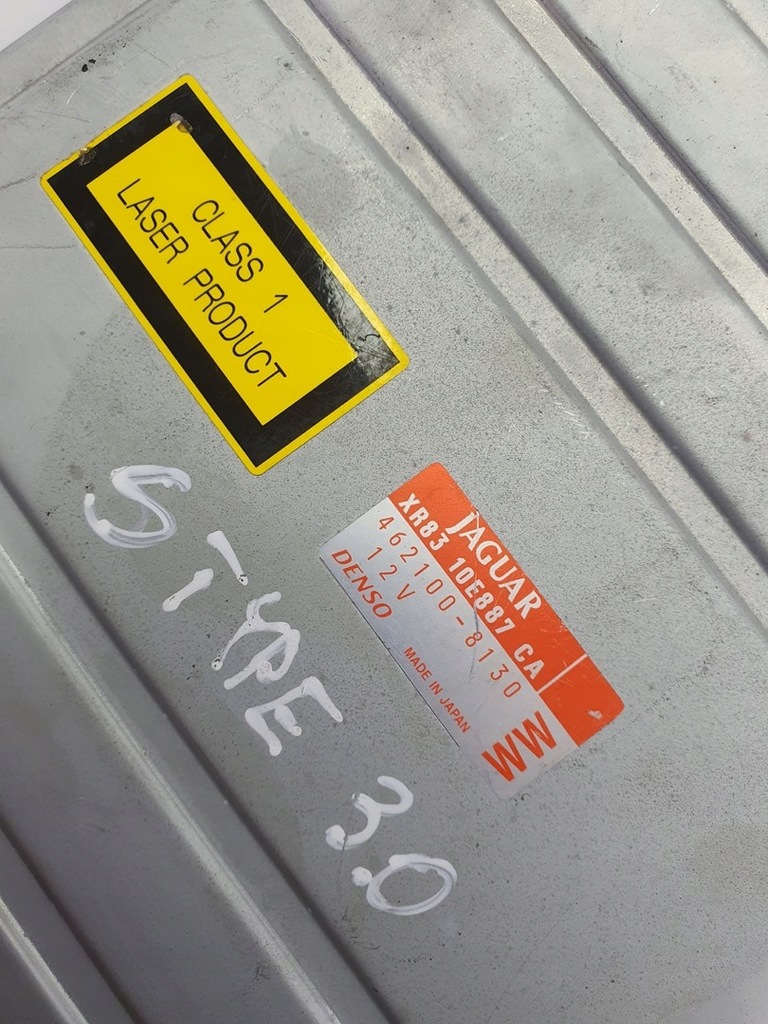 CLASS 1
LASER PRODUCT
JAGUAR
XR83 10E887 CA
462100-8130
12V
DENSO
MADE IN JAPAN
WW
S TYPE 3.0